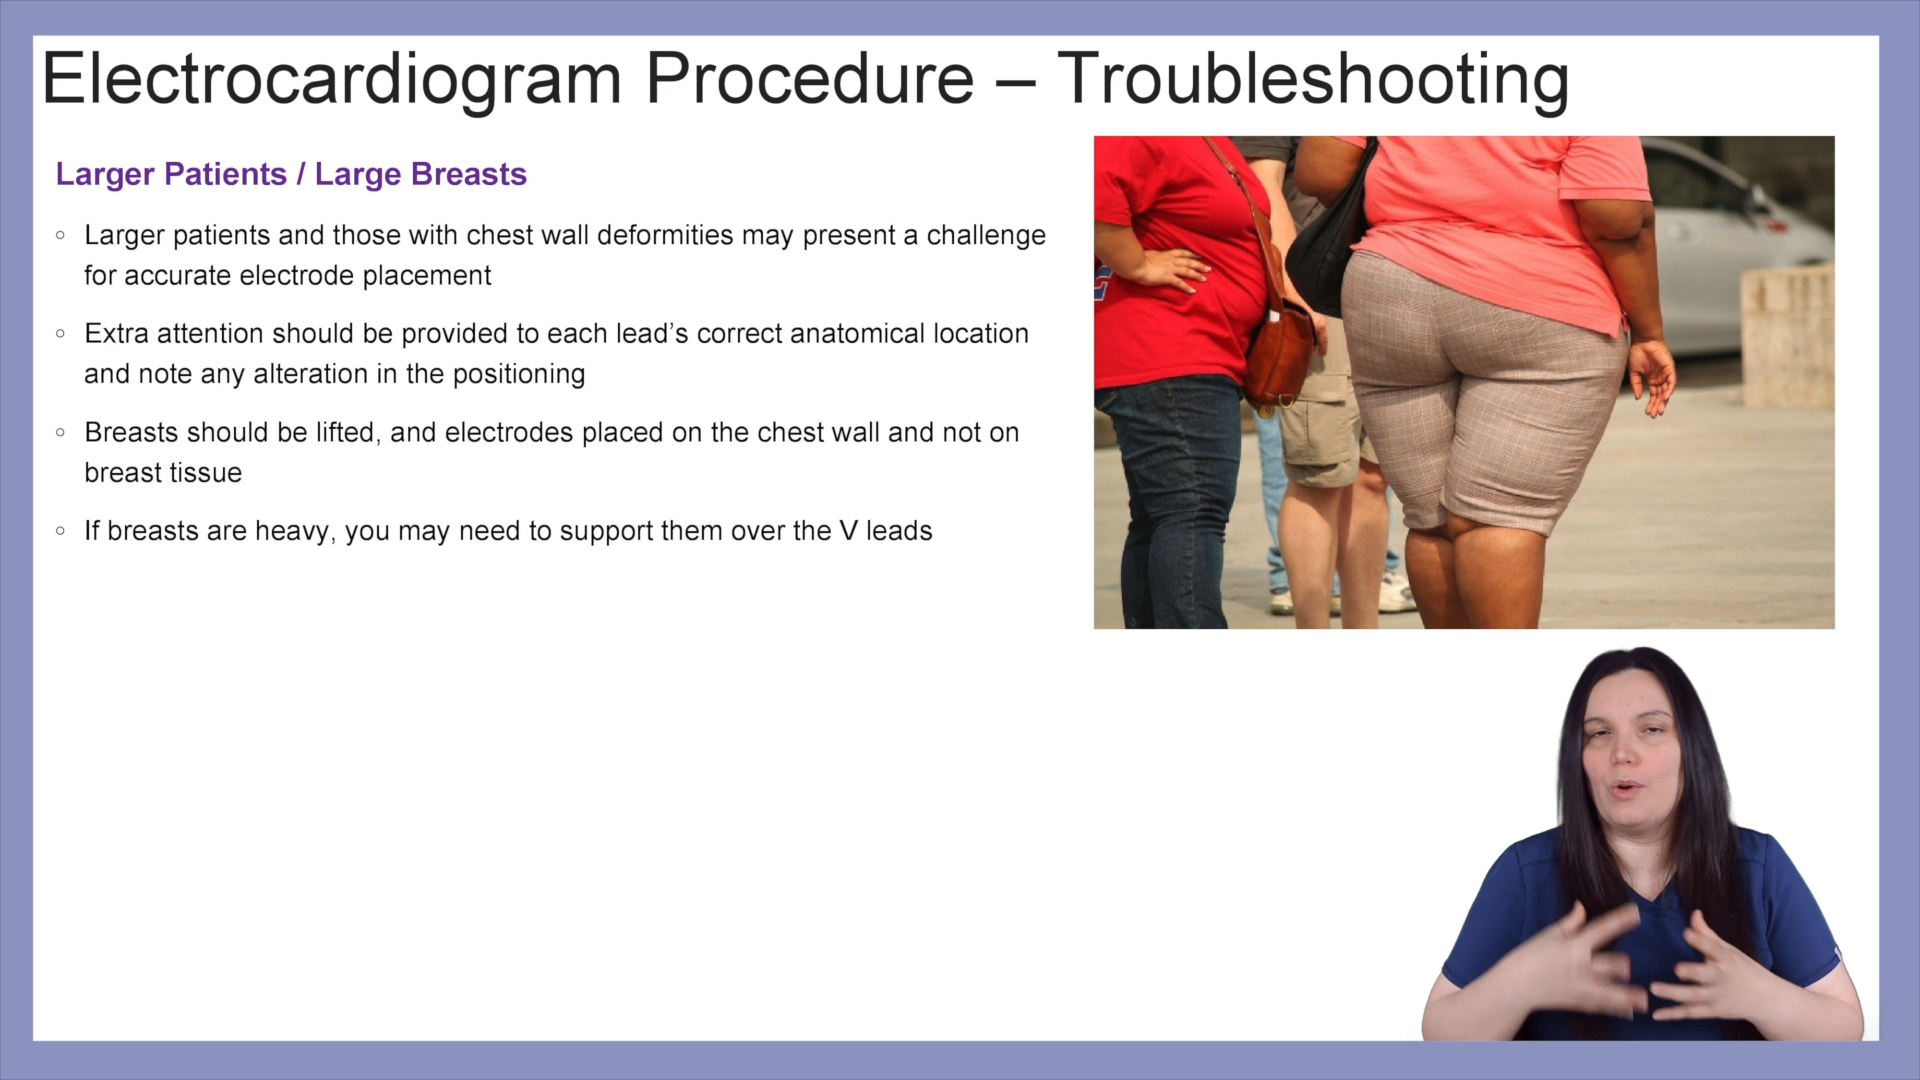 Electrocardiogram Procedure – Troubleshooting
Larger Patients / Large Breasts
○ Larger patients and those with chest wall deformities may present a challenge
for accurate electrode placement
○ Extra attention should be provided to each lead’s correct anatomical location
and note any alteration in the positioning
○ Breasts should be lifted, and electrodes placed on the chest wall and not on
breast tissue
○ If breasts are heavy, you may need to support them over the V leads